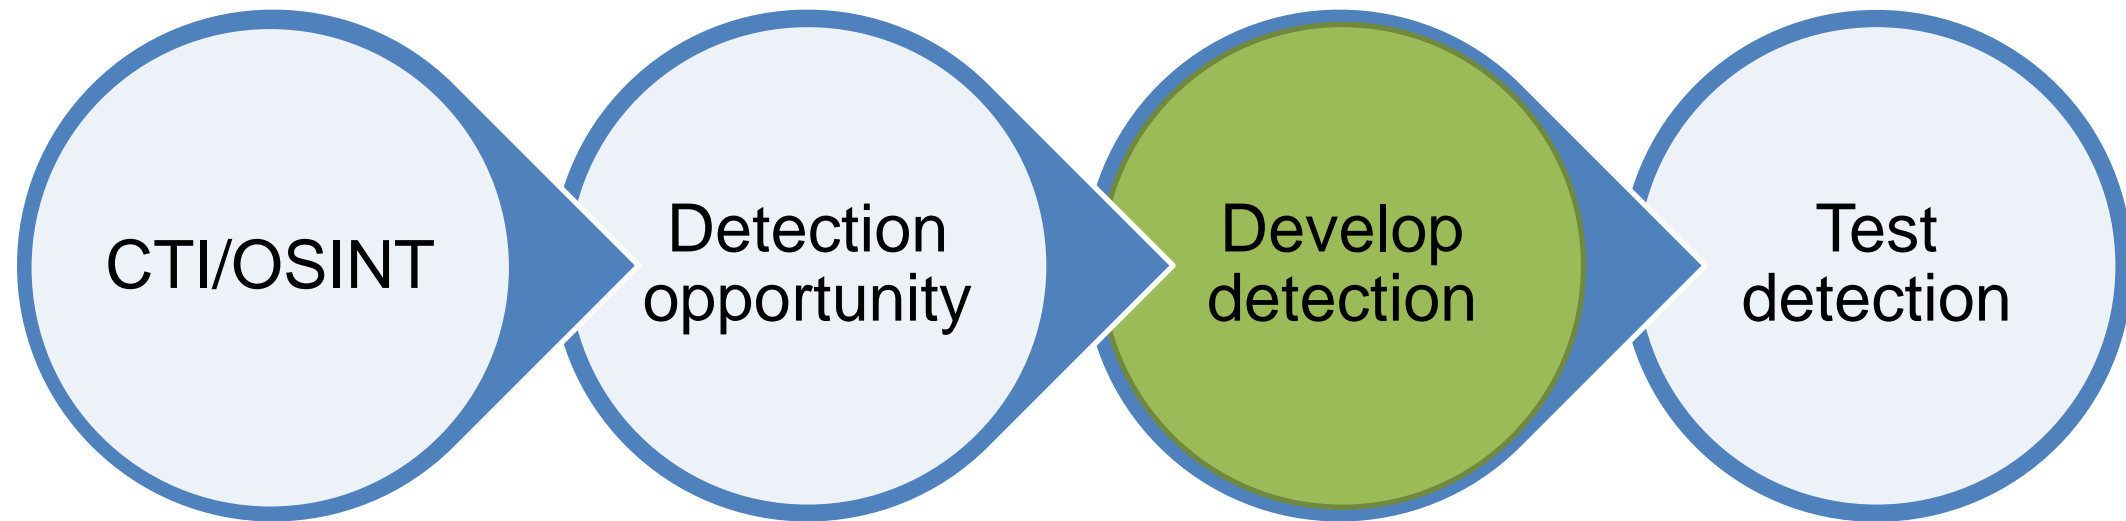 CTI/OSINT
Detection
opportunity
Develop
detection
Test
detection